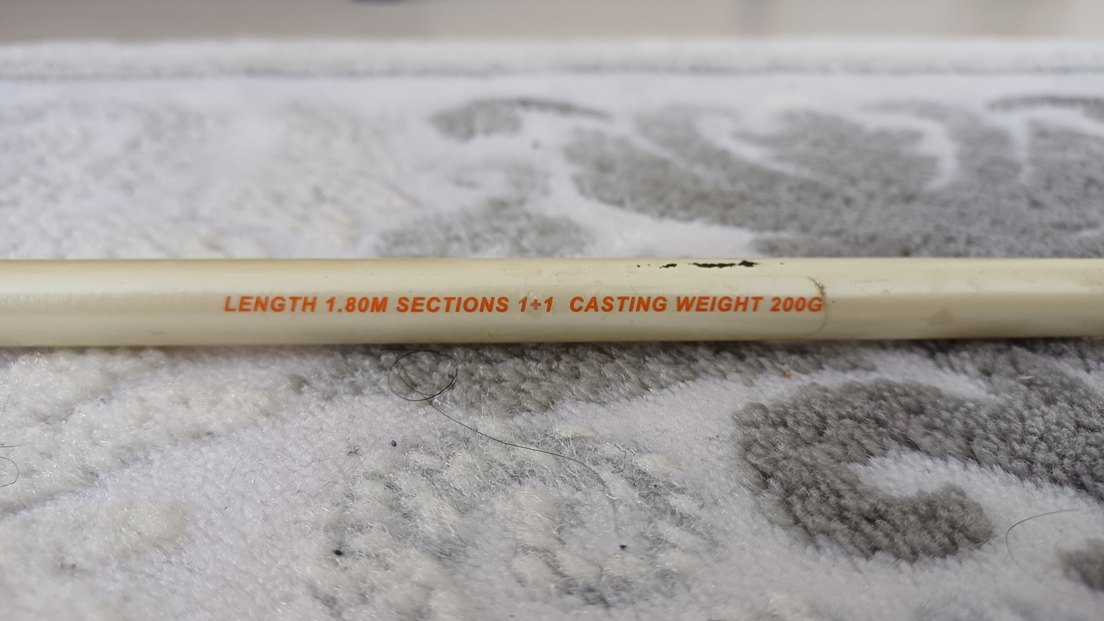 LENGTH 1.80M SECTIONS 1+1 CASTING WEIGHT 200G